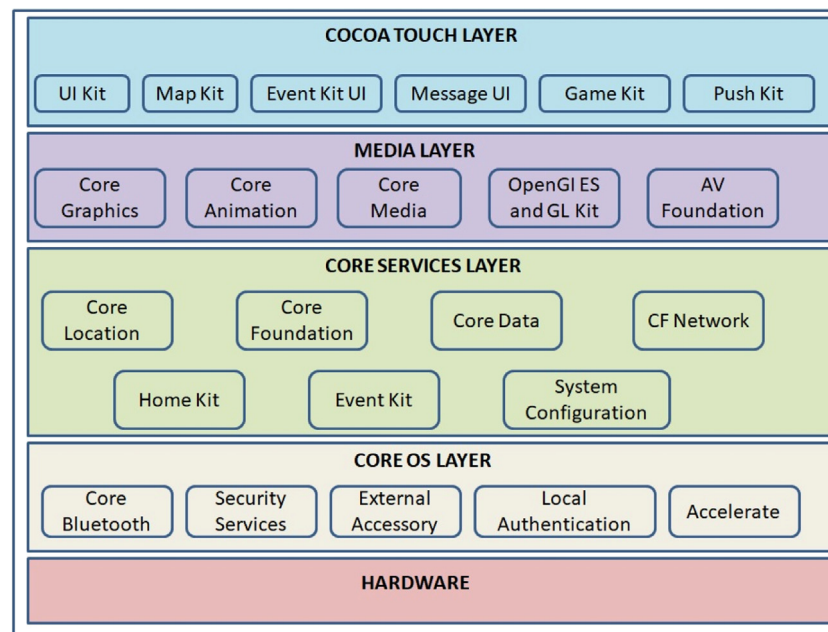 COCOA TOUCH LAYER
UI Kit Map Kit Event Kit UI Message UI Game Kit Push Kit
MEDIA LAYER
Core Graphics Core Animation Core Media OpenGl ES and GL Kit AV Foundation
CORE SERVICES LAYER
Core Location Core Foundation Core Data CF Network
Home Kit Event Kit System Configuration
CORE OS LAYER
Core Bluetooth Security Services External Accessory Local Authentication Accelerate
HARDWARE